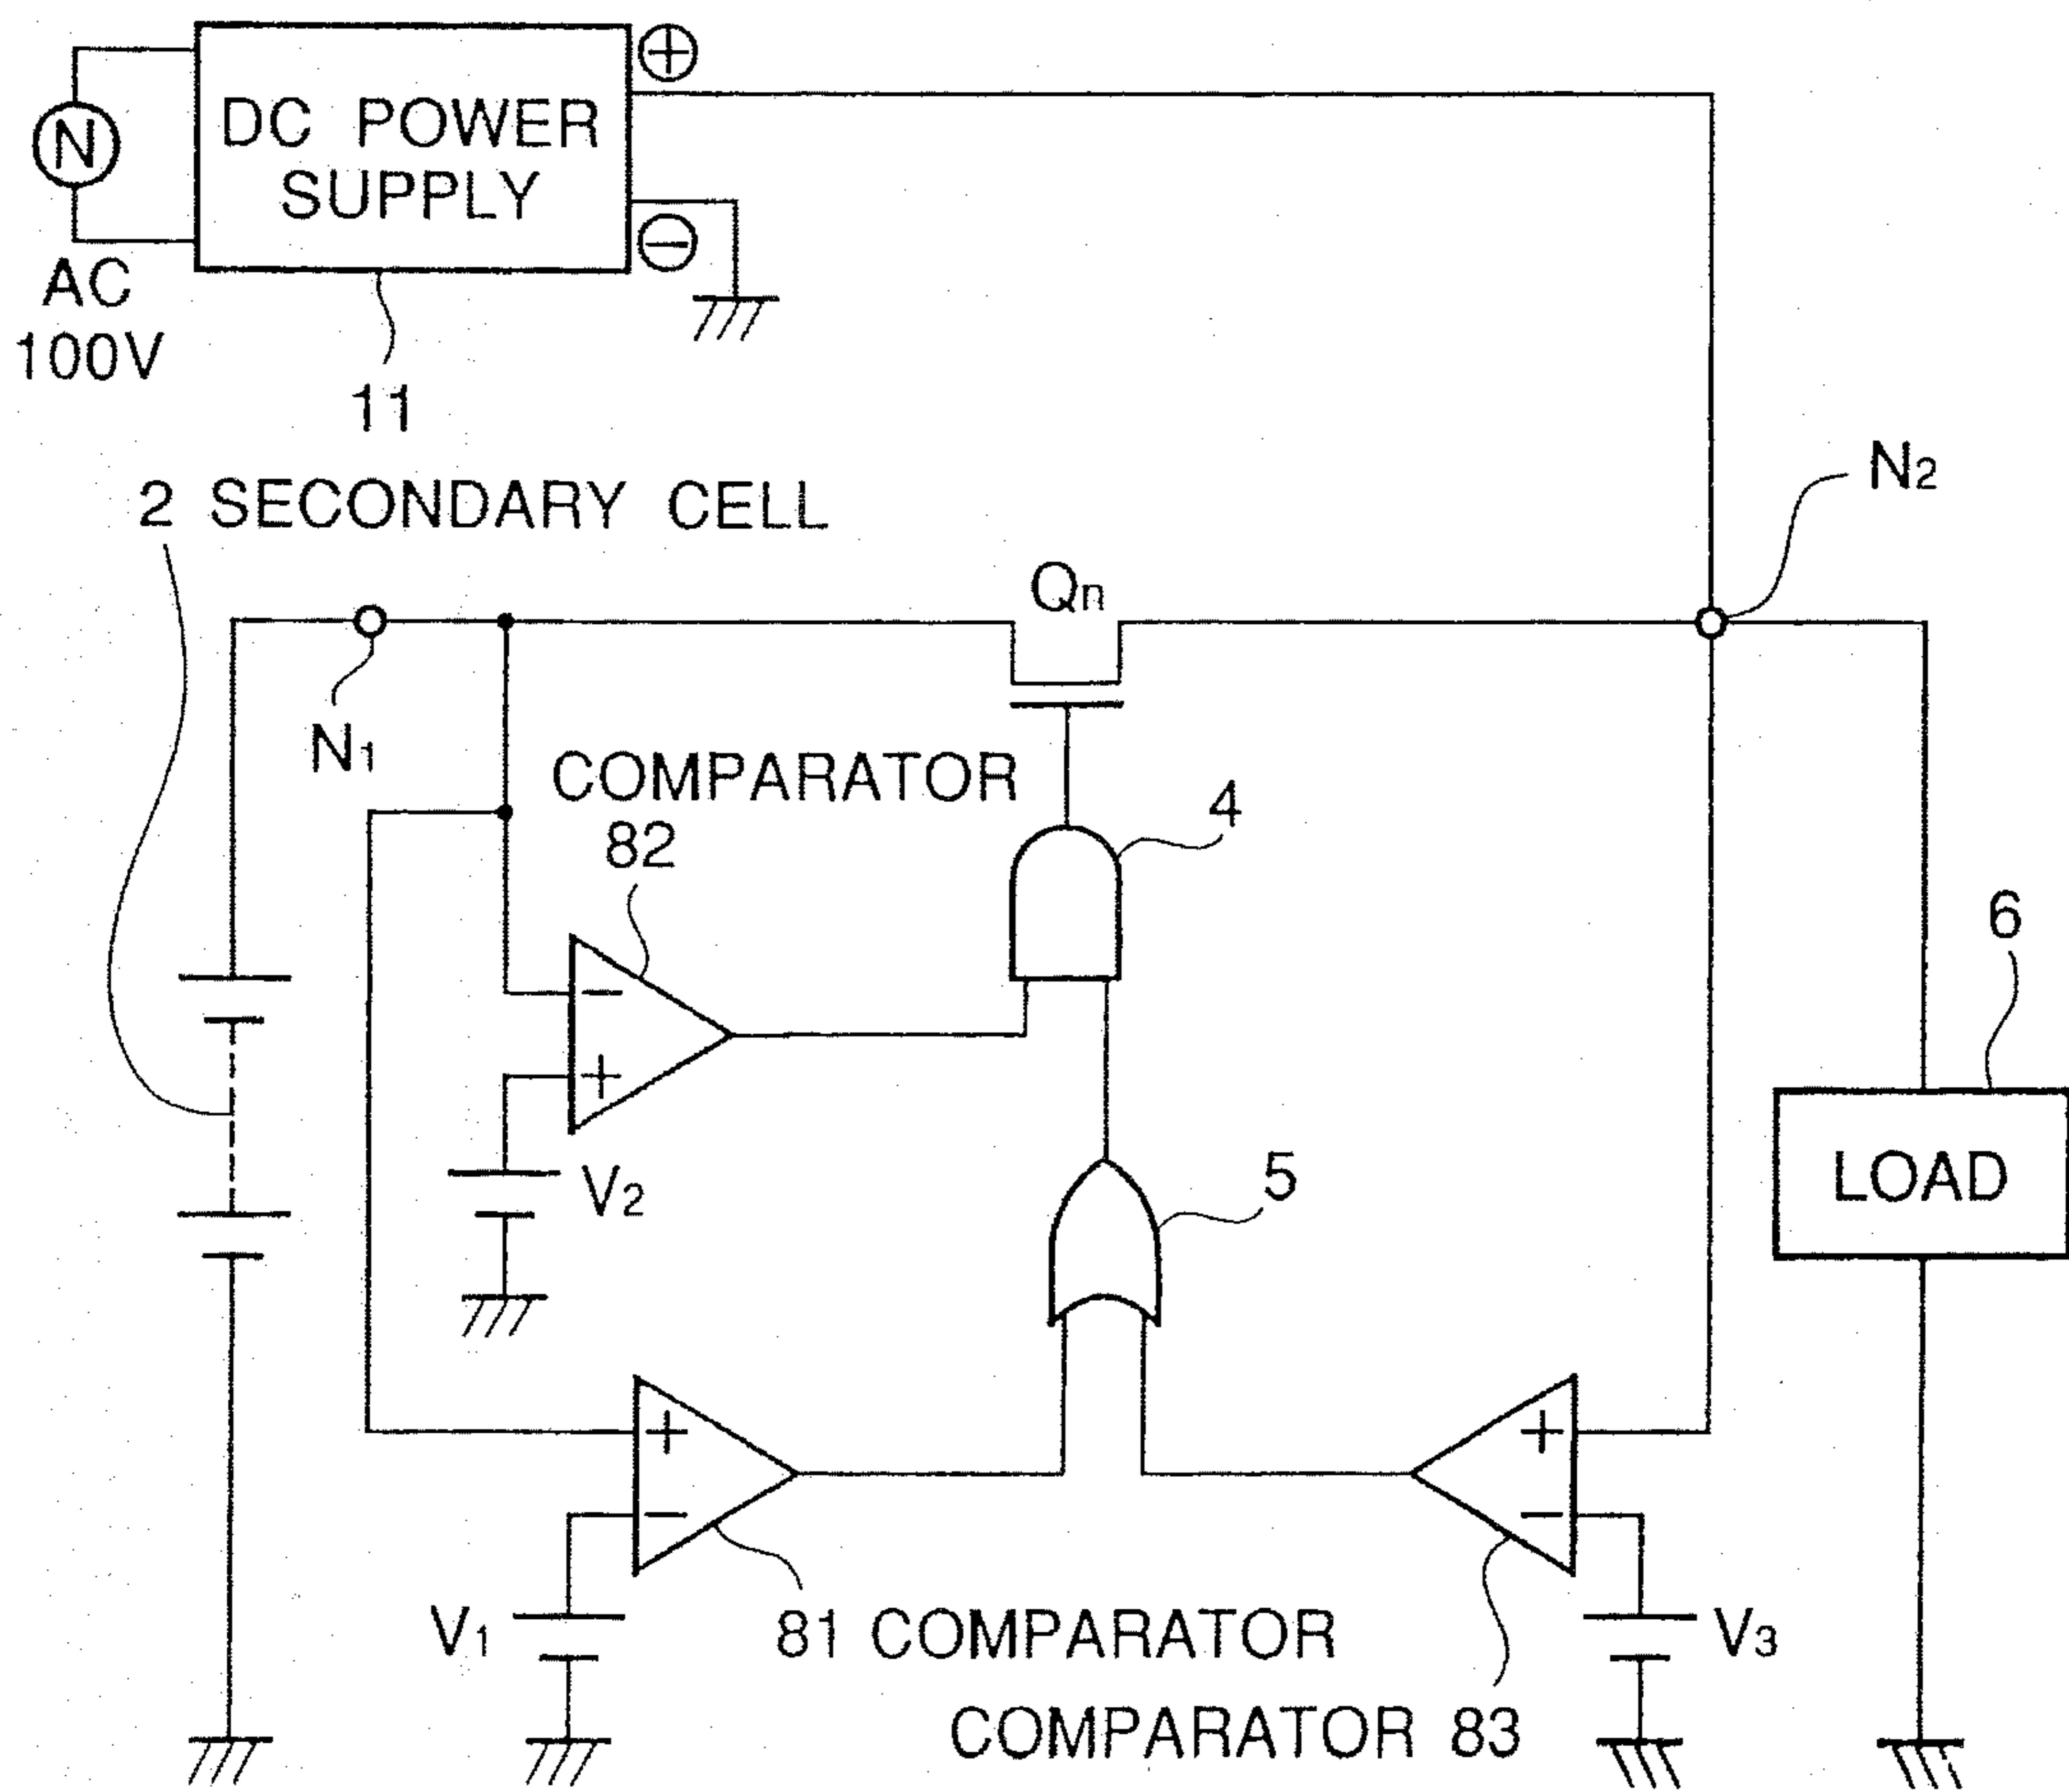 ⊕
DC POWER
SUPPLY
N
⊖
AC
100V
11
2 SECONDARY CELL
N2
Qn
N1
COMPARATOR
82
4
6
−
+
V2
5
LOAD
+
−
+
−
V1
81 COMPARATOR
V3
COMPARATOR 83